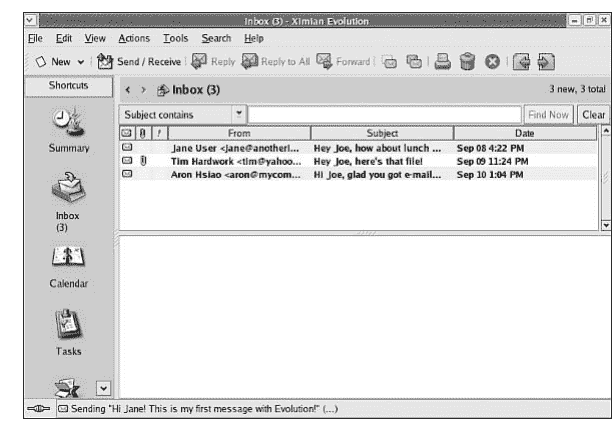 Inbox (3) - Ximian Evolution
File Edit View Actions Tools Search Help
New Send / Receive Reply Reply to All Forward
Shortcuts
Inbox (3) 3 new, 3 total
Subject contains Find Now Clear
! From Subject Date
Jane User <jane@anotherl... Hey Joe, how about lunch ... Sep 08 4:22 PM
Tim Hardwork <tim@yahoo... Hey Joe, here's that file! Sep 09 11:24 PM
Aron Hsiao <aron@mycom... Hi Joe, glad you got e-mail... Sep 10 1:04 PM
Summary
Inbox
(3)
Calendar
Tasks
Sending "Hi Jane! This is my first message with Evolution!" (...)